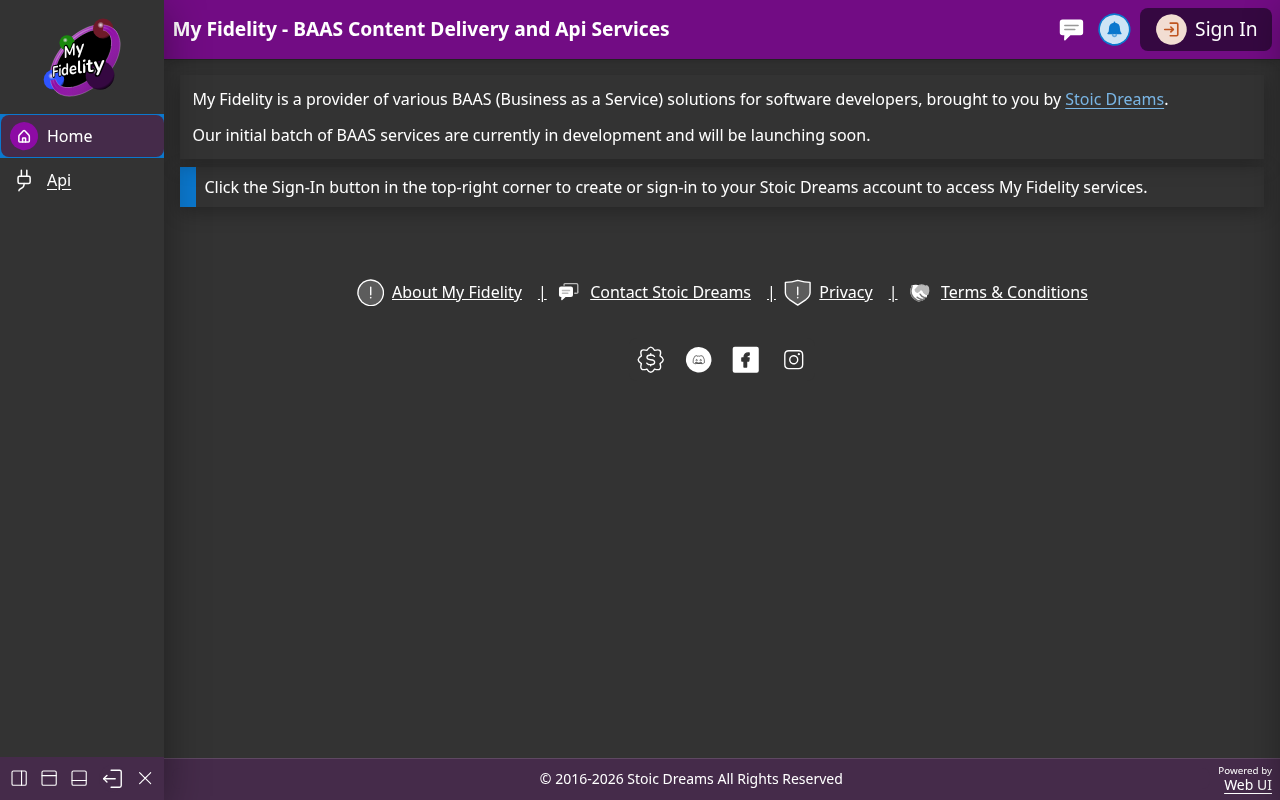 My Fidelity
My Fidelity - BAAS Content Delivery and Api Services
Sign In
Home
Api
My Fidelity is a provider of various BAAS (Business as a Service) solutions for software developers, brought to you by Stoic Dreams.
Our initial batch of BAAS services are currently in development and will be launching soon.
Click the Sign-In button in the top-right corner to create or sign-in to your Stoic Dreams account to access My Fidelity services.
About My Fidelity | Contact Stoic Dreams | Privacy | Terms & Conditions
© 2016-2026 Stoic Dreams All Rights Reserved
Powered by
Web UI